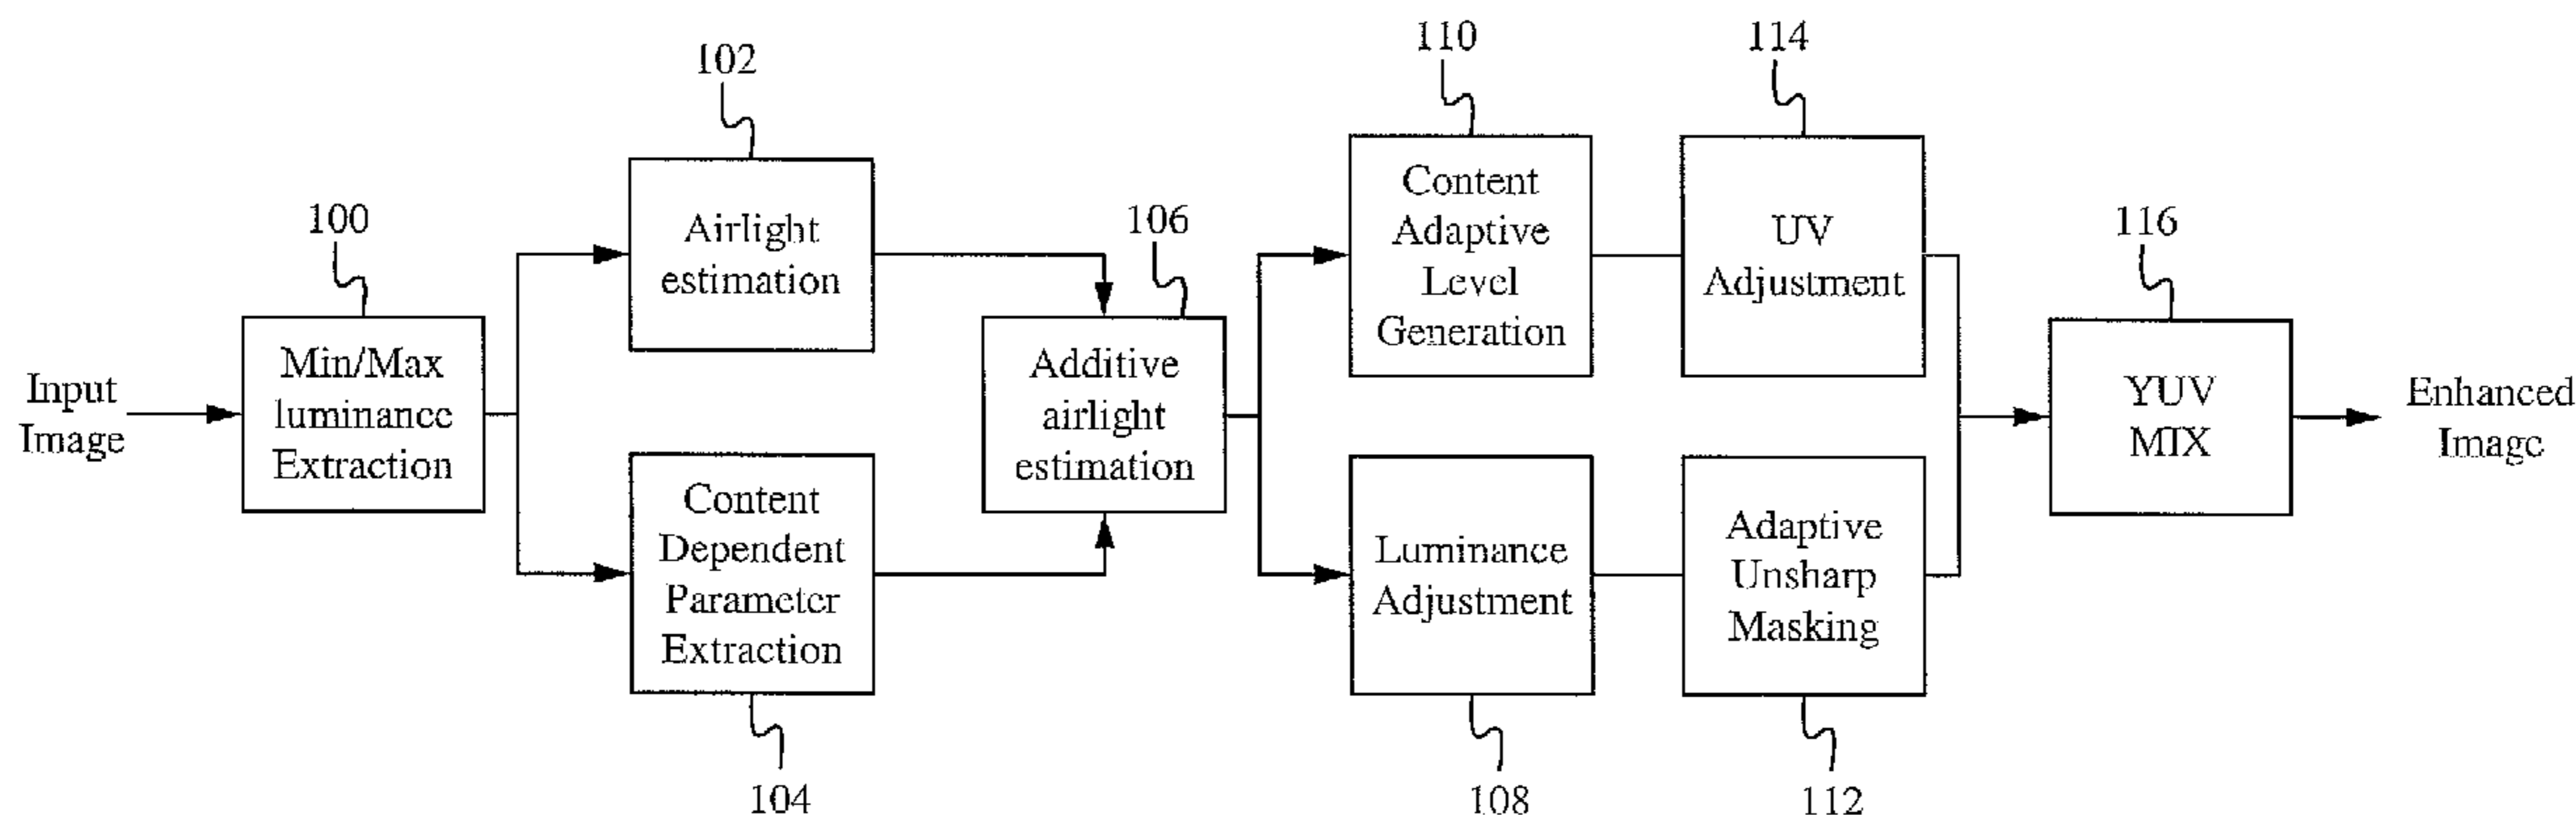 Input
Image
100
Min/Max
luminance
Extraction
102
Airlight
estimation
Content
Dependent
Parameter
Extraction
104
106
Additive
airlight
estimation
110
Content
Adaptive
Level
Generation
114
UV
Adjustment
Luminance
Adjustment
108
Adaptive
Unsharp
Masking
112
116
YUV
MIX
Enhanced
Image